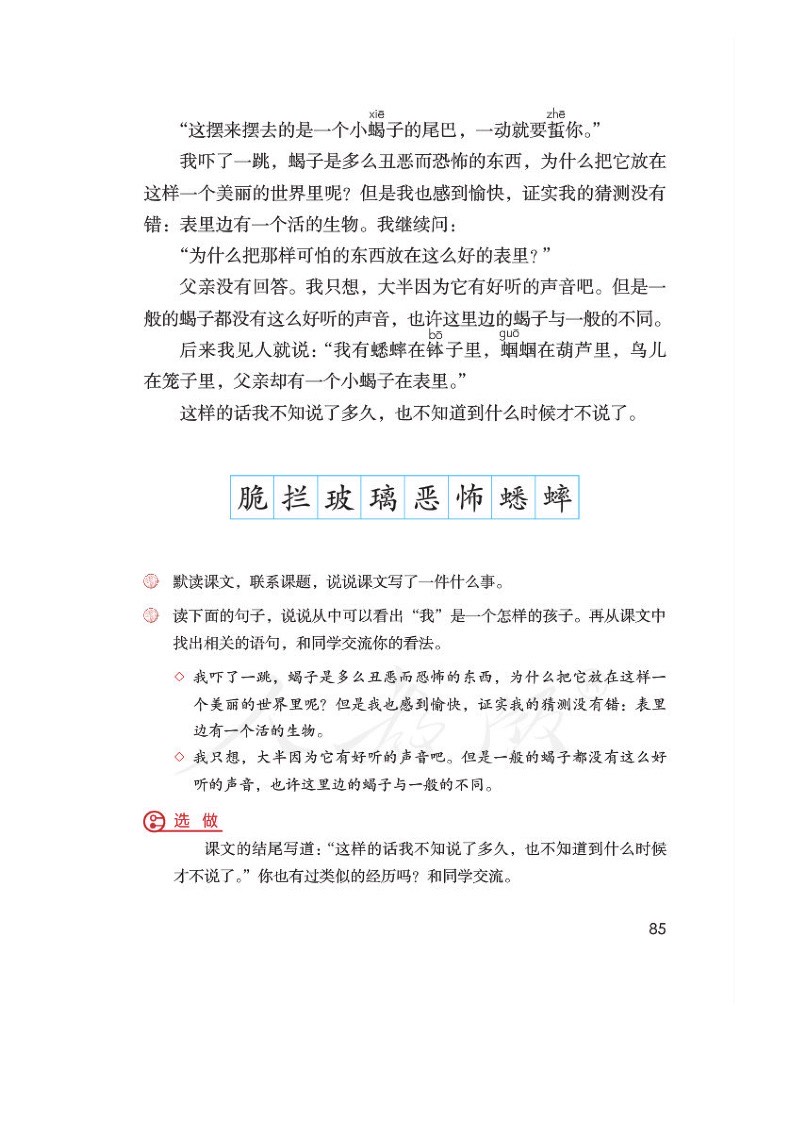 xiē zhē
“这摆来摆去的是一个小蝎子的尾巴，一动就要蜇你。”
我吓了一跳，蝎子是多么丑恶而恐怖的东西，为什么把它放在
这样一个美丽的世界里呢？但是我也感到愉快，证实我的猜测没有
错：表里边有一个活的生物。我继续问：
“为什么把那样可怕的东西放在这么好的表里？”
父亲没有回答。我只想，大半因为它有好听的声音吧。但是一
般的蝎子都没有这么好听的声音，也许这里边的蝎子与一般的不同。
bō guō
后来我见人就说：“我有蟋蟀在钵子里，蝈蝈在葫芦里，鸟儿
在笼子里，父亲却有一个小蝎子在表里。”
这样的话我不知说了多久，也不知道到什么时候才不说了。
脆拦玻璃恶怖蟋蟀
默读课文，联系课题，说说课文写了一件什么事。
读下面的句子，说说从中可以看出“我”是一个怎样的孩子。再从课文中
找出相关的语句，和同学交流你的看法。
◇ 我吓了一跳，蝎子是多么丑恶而恐怖的东西，为什么把它放在这样一
个美丽的世界里呢？但是我也感到愉快，证实我的猜测没有错：表里
边有一个活的生物。
◇ 我只想，大半因为它有好听的声音吧。但是一般的蝎子都没有这么好
听的声音，也许这里边的蝎子与一般的不同。
选做
课文的结尾写道：“这样的话我不知说了多久，也不知道到什么时候
才不说了。”你也有过类似的经历吗？和同学交流。
85
人教版